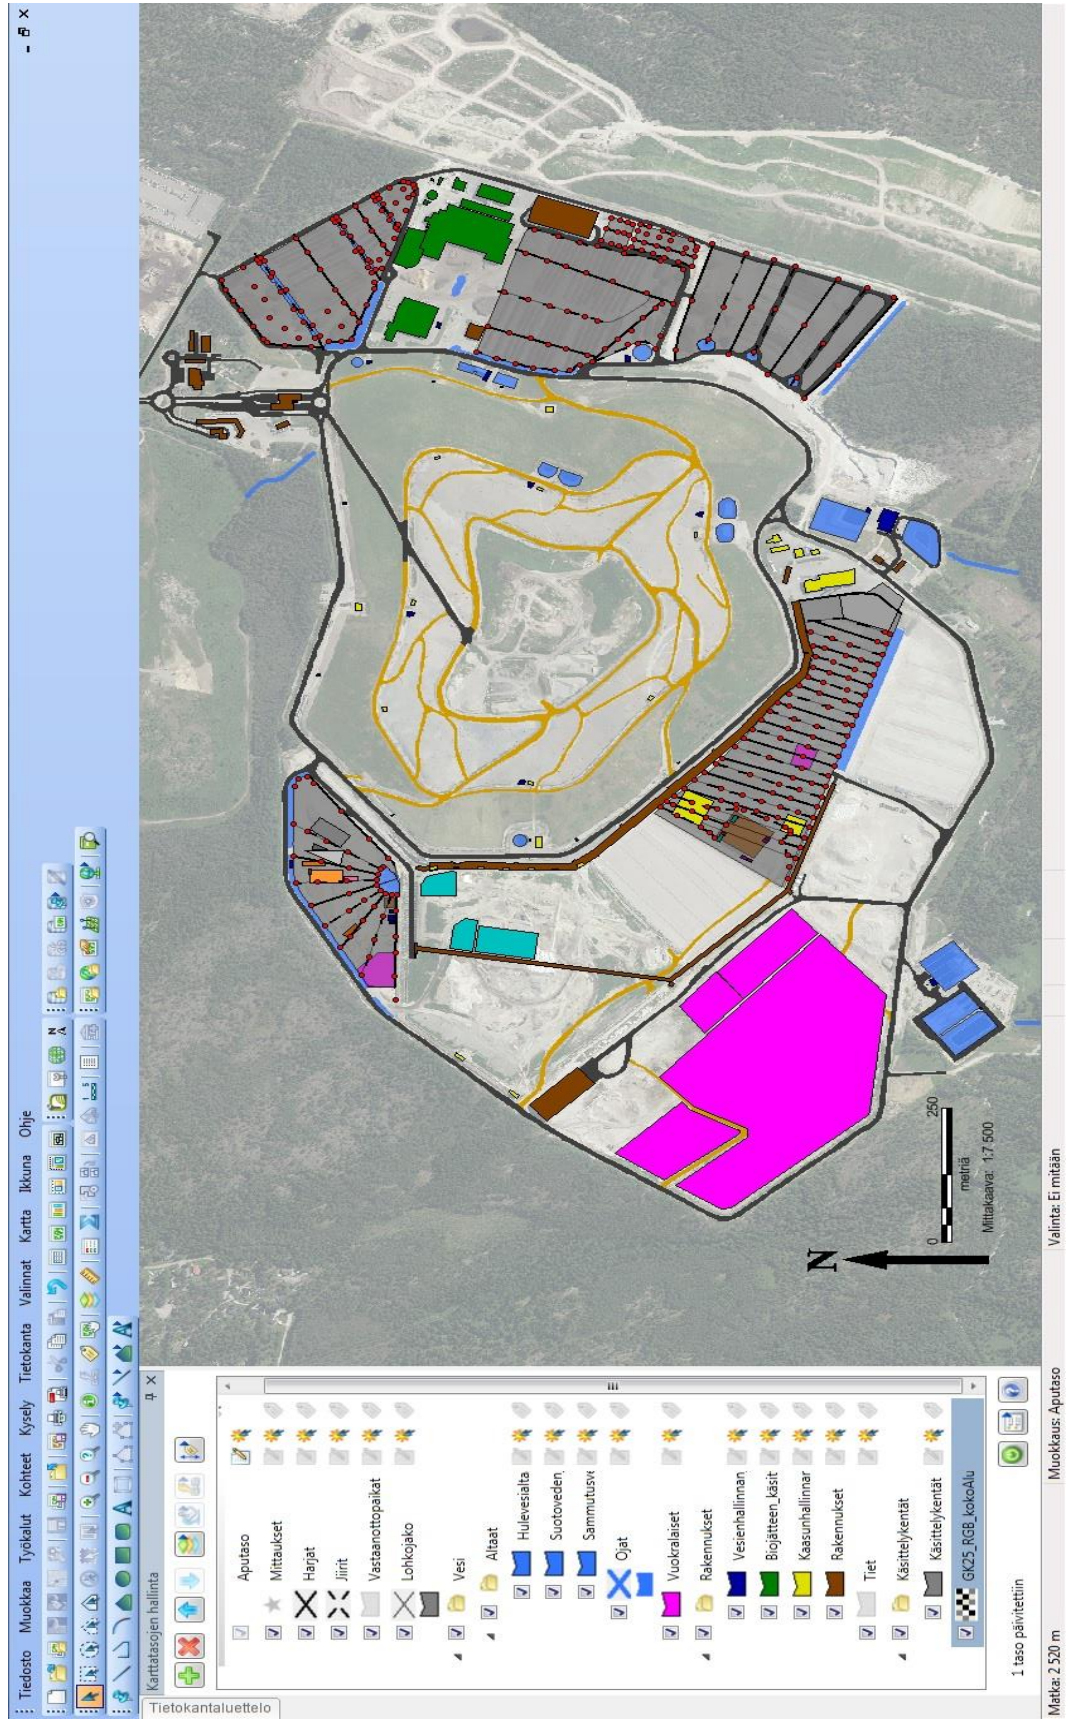 Tiedosto Muokkaa Työkalut Kohteet Kysely Tietokanta Valinnat Kartta Ikkuna Ohje
Karttatasojen hallinta
Tietokantaluettelo
Aputaso
Mittaukset
Harjat
Jiirit
Vastaanottopaikat
Lohkojako
Vesi
Altaat
Hulevesialta
Suotoveden
Sammutusv
Ojat
Vuokralaiset
Rakennukset
Vesienhallinnan
Biojätteen_käsit
Kaasunhallinnar
Rakennukset
Tiet
Käsittelykentät
Käsittelykentät
GK25_RGB_kokoAlu
1 taso päivitettiin
N
0 250
metriä
Mittakaava: 1:7 500
Matka: 2 520 m
Muokkaus: Aputaso
Valinta: Ei mitään